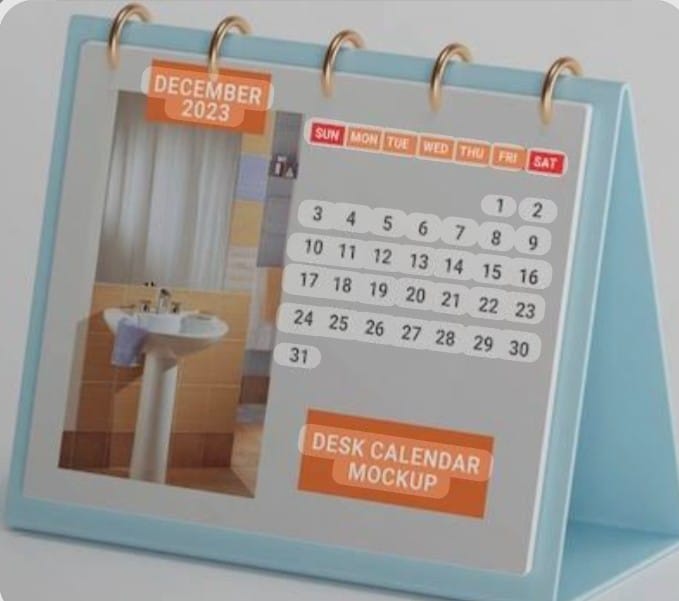 DECEMBER
2023
SUN MON TUE WED THU FRI SAT
1 2
3 4 5 6 7 8 9
10 11 12 13 14 15 16
17 18 19 20 21 22 23
24 25 26 27 28 29 30
31
DESK CALENDAR
MOCKUP